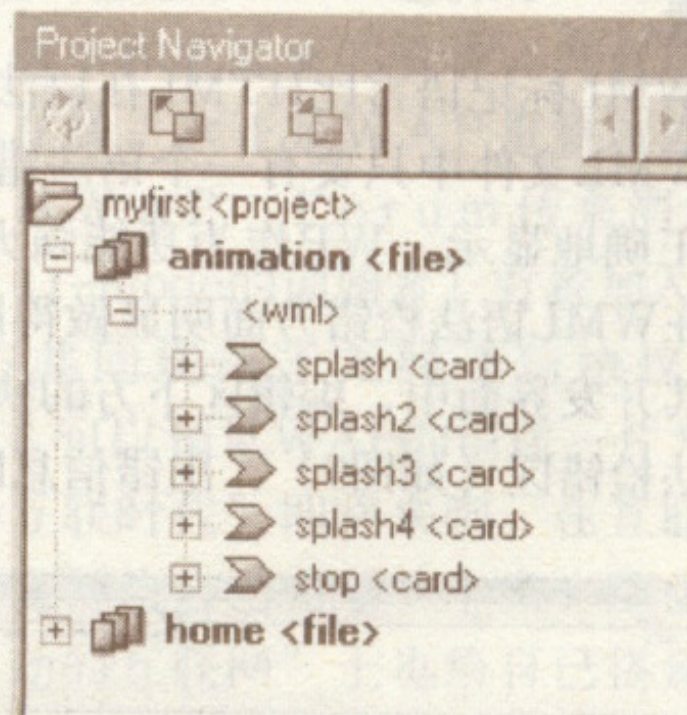 Project Navigator
myfirst <project>
animation <file>
<wml>
splash <card>
splash2 <card>
splash3 <card>
splash4 <card>
stop <card>
home <file>